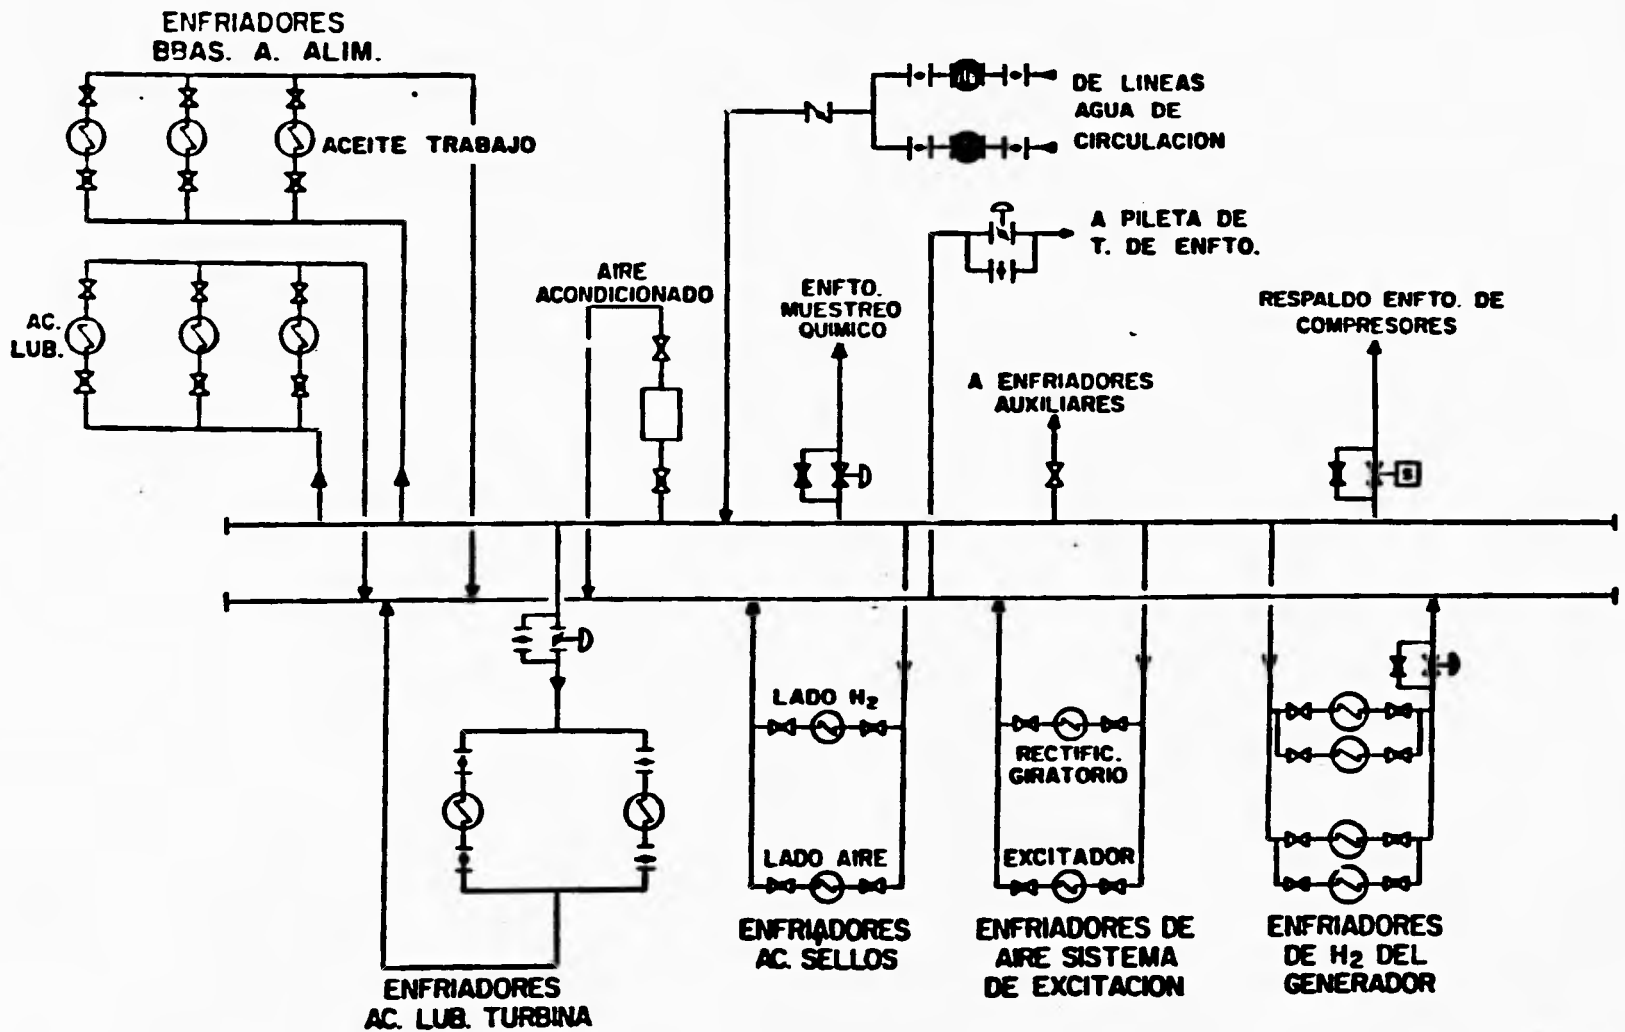 ENFRIADORES
BBAS. A. ALIM.
ACEITE TRABAJO
AC.
LUB.
AIRE
ACONDICIONADO
DE LINEAS
AGUA DE
CIRCULACION
A PILETA DE
T. DE ENFTO.
ENFTO.
MUESTREO
QUIMICO
A ENFRIADORES
AUXILIARES
RESPALDO ENFTO. DE
COMPRESORES
S
LADO H₂
LADO AIRE
RECTIFIC.
GIRATORIO
EXCITADOR
ENFRIADORES
AC. LUB. TURBINA
ENFRIADORES
AC. SELLOS
ENFRIADORES DE
AIRE SISTEMA
DE EXCITACION
ENFRIADORES
DE H₂ DEL
GENERADOR